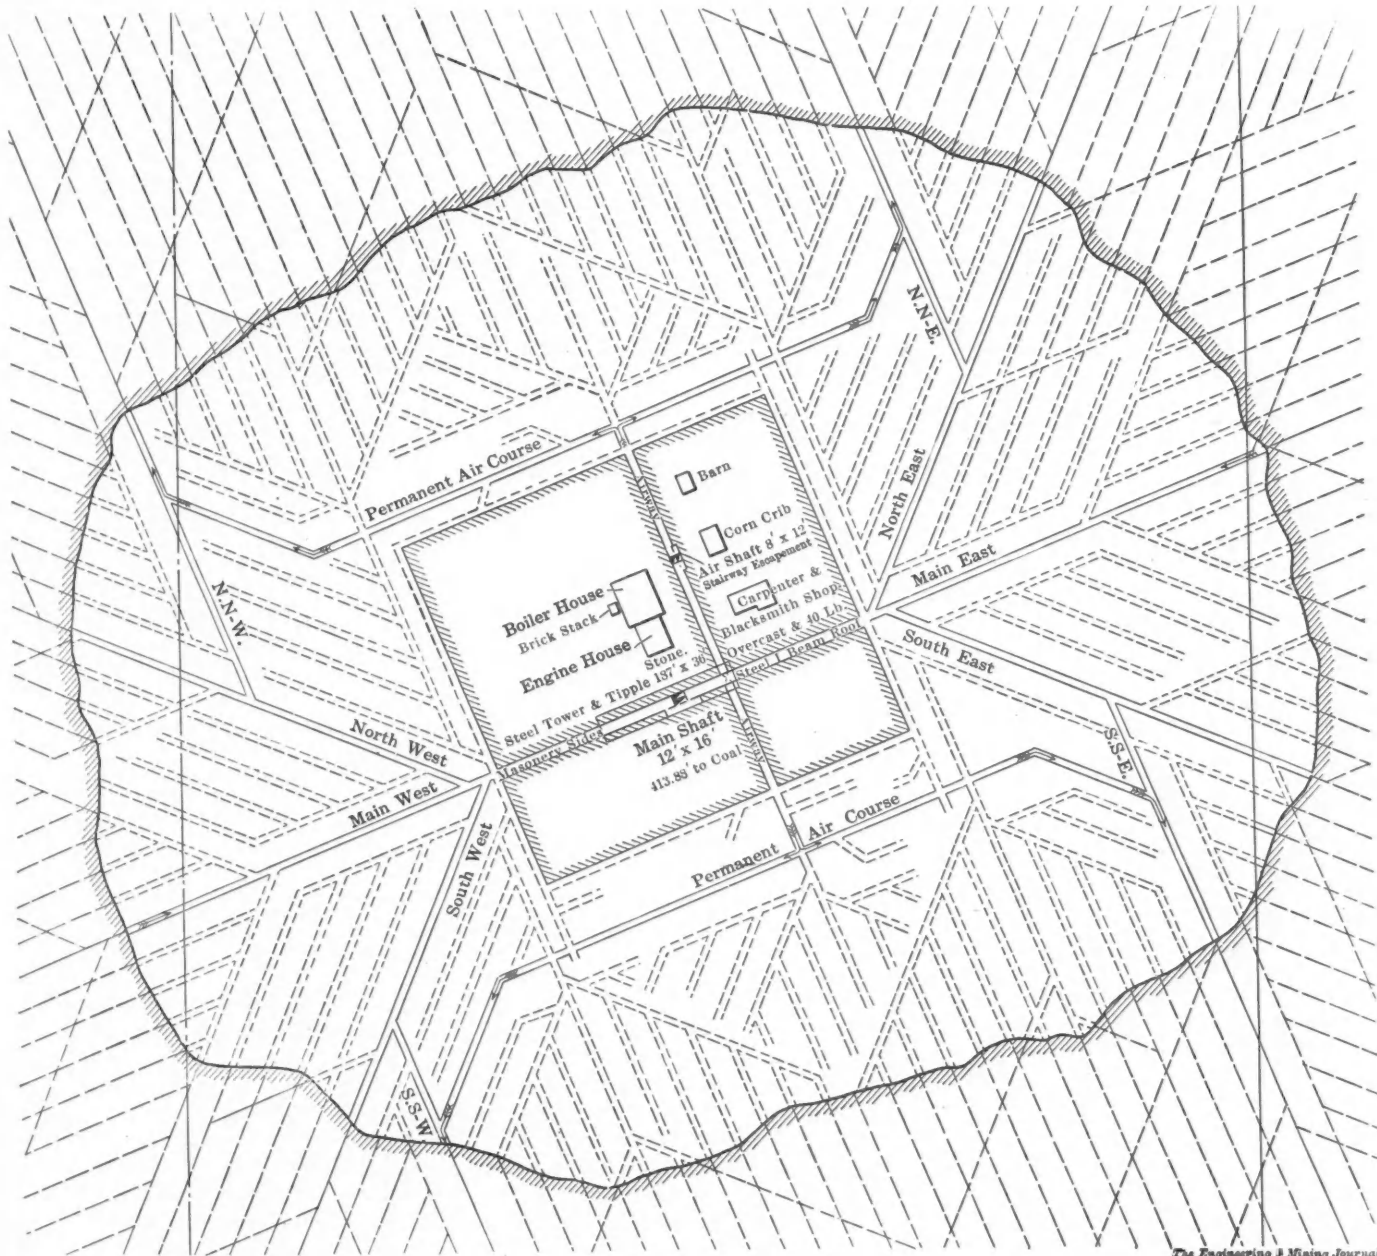 N.N.E.
Barn
Permanent Air Course
Airway
Corn Crib
North East
Air Shaft 8' x 12'
Stairway Escapement
Main East
Boiler House
Carpenter &
Blacksmith Shop
Brick Stack
N.N-W.
Overcast & 40 Lb.
Steel I Beam Roof
South East
Engine House
Stone.
Steel Tower & Tipple 137' x 36'
North West
Masonery Sides
Main Shaft
12' x 16'
413.88' to Coal
Airway
S-S-E.
Main West
South West
Permanent Air Course
S.S-W
The Engineering & Mining Journal